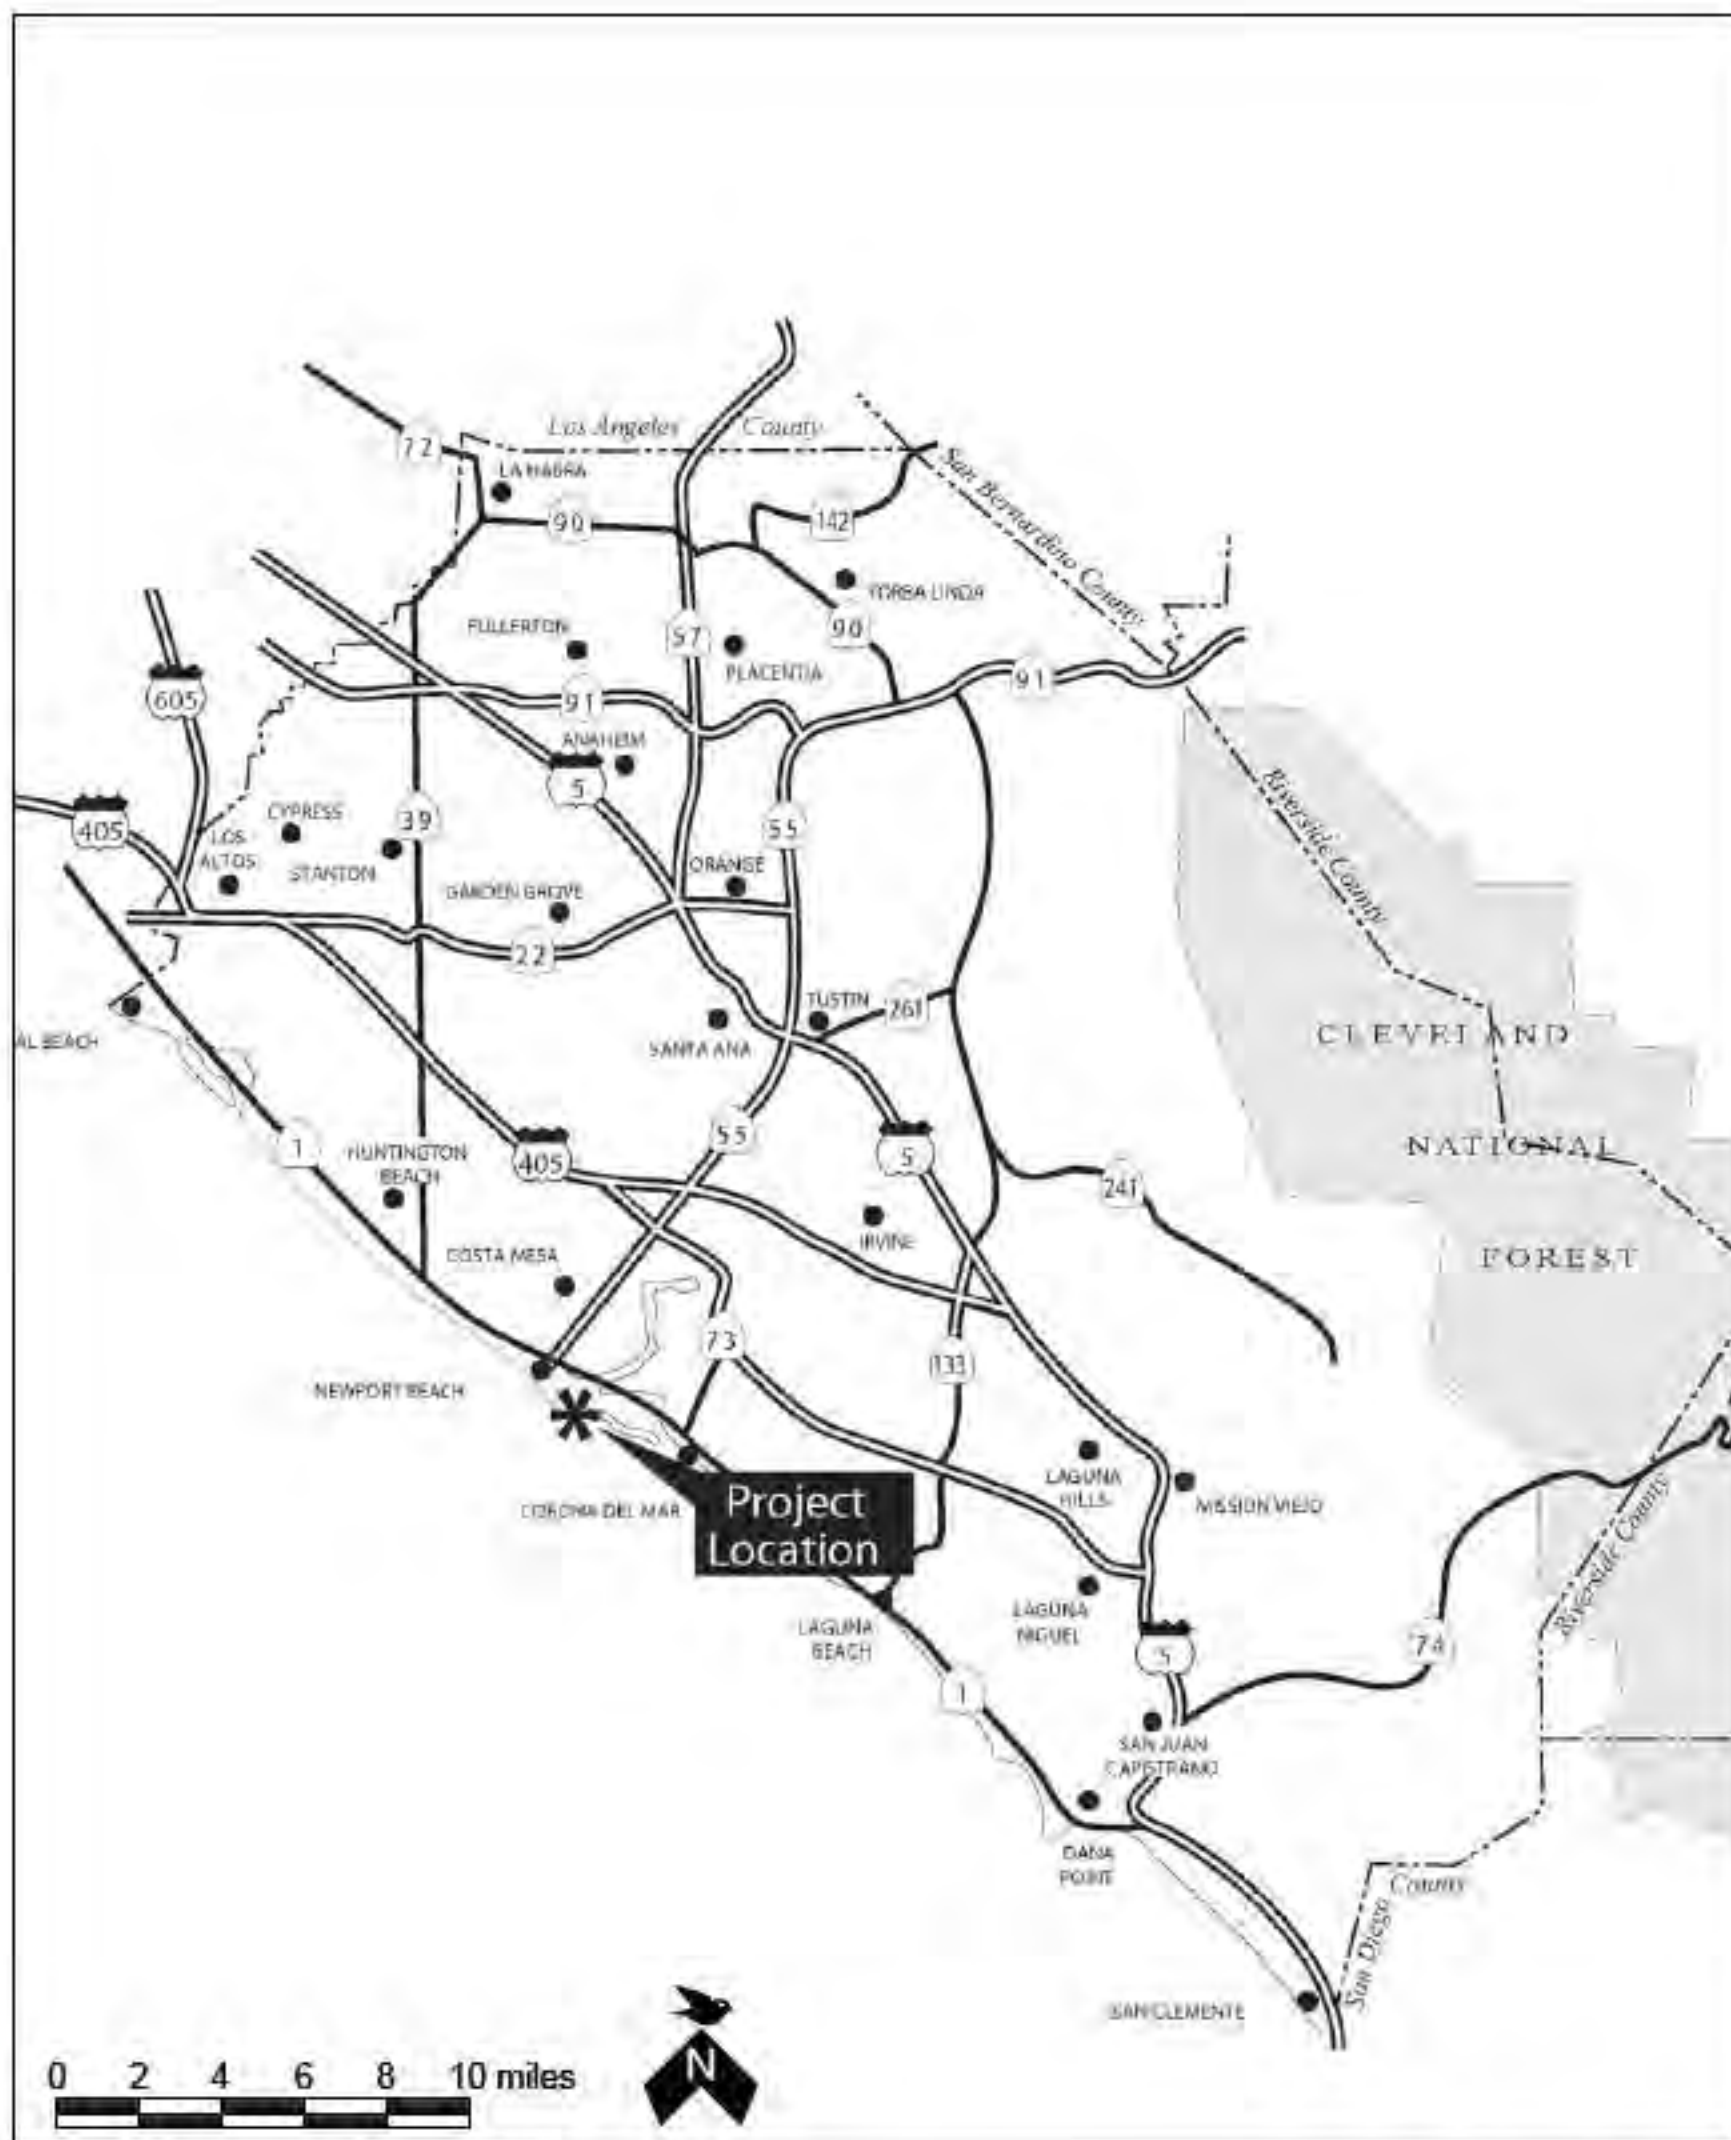 Los Angeles County
72
LA HABRA
San Bernardino County
90
142
YORBA LINDA
FULLERTON
57
90
PLACENTIA
605
91
91
ANAHEIM
5
Riverside County
405
CYPRESS
39
55
LOS
ALTOS
STANTON
ORANGE
GARDEN GROVE
22
TUSTIN
261
AL BEACH
SANTA ANA
CLEVELAND
1
HUNTINGTON
BEACH
405
55
5
NATIONAL
241
IRVINE
COSTA MESA
FOREST
73
133
NEWPORT BEACH
LAGUNA
HILLS
MISSION VIEJO
CORONA DEL MAR
Project
Location
Riverside County
LAGUNA
BEACH
LAGUNA
NIGUEL
5
74
1
SAN JUAN
CAPISTRANO
DANA
POINT
San Diego County
SAN CLEMENTE
N
0 2 4 6 8 10 miles